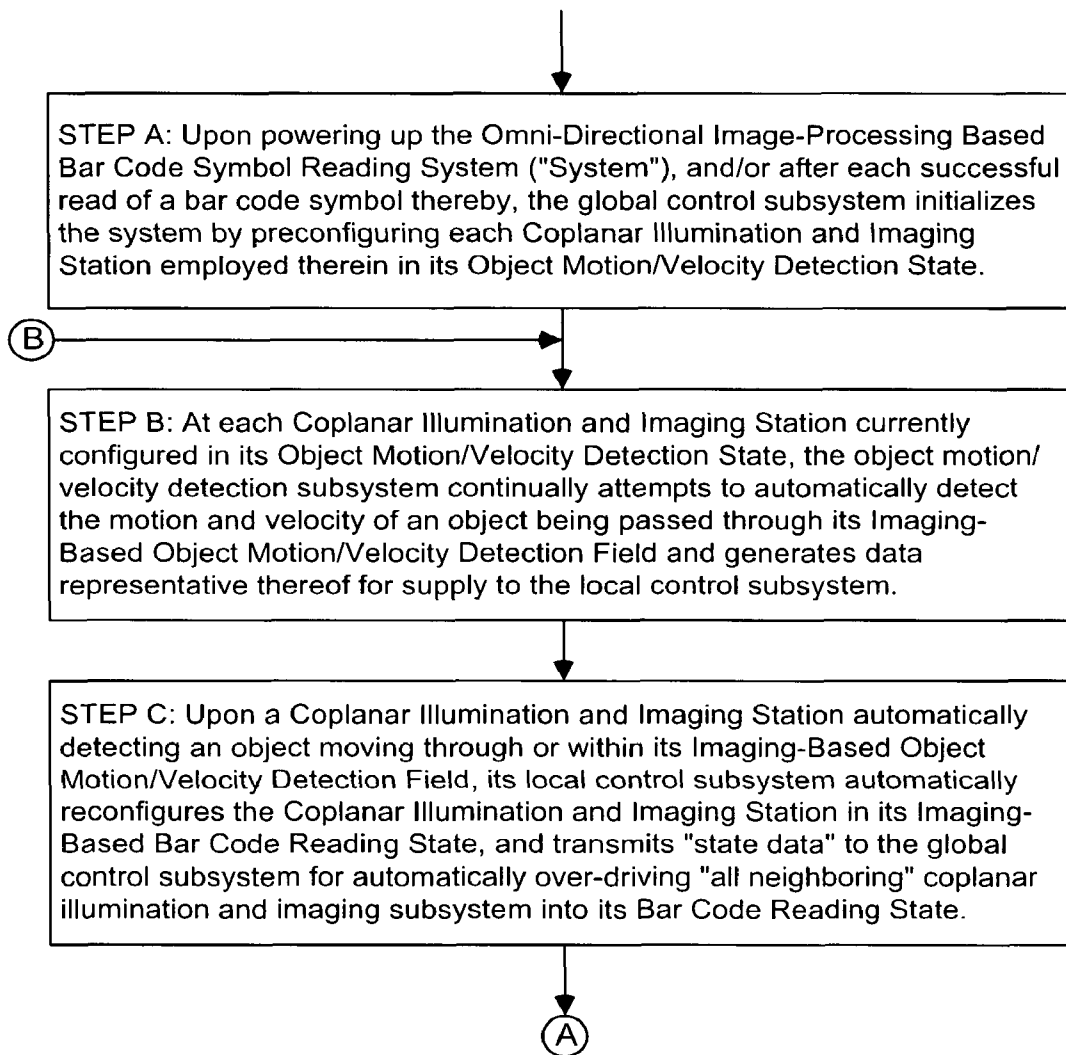 STEP A: Upon powering up the Omni-Directional Image-Processing Based
Bar Code Symbol Reading System ("System"), and/or after each successful
read of a bar code symbol thereby, the global control subsystem initializes
the system by preconfiguring each Coplanar Illumination and Imaging
Station employed therein in its Object Motion/Velocity Detection State.
B
STEP B: At each Coplanar Illumination and Imaging Station currently
configured in its Object Motion/Velocity Detection State, the object motion/
velocity detection subsystem continually attempts to automatically detect
the motion and velocity of an object being passed through its Imaging-
Based Object Motion/Velocity Detection Field and generates data
representative thereof for supply to the local control subsystem.
STEP C: Upon a Coplanar Illumination and Imaging Station automatically
detecting an object moving through or within its Imaging-Based Object
Motion/Velocity Detection Field, its local control subsystem automatically
reconfigures the Coplanar Illumination and Imaging Station in its Imaging-
Based Bar Code Reading State, and transmits "state data" to the global
control subsystem for automatically over-driving "all neighboring" coplanar
illumination and imaging subsystem into its Bar Code Reading State.
A